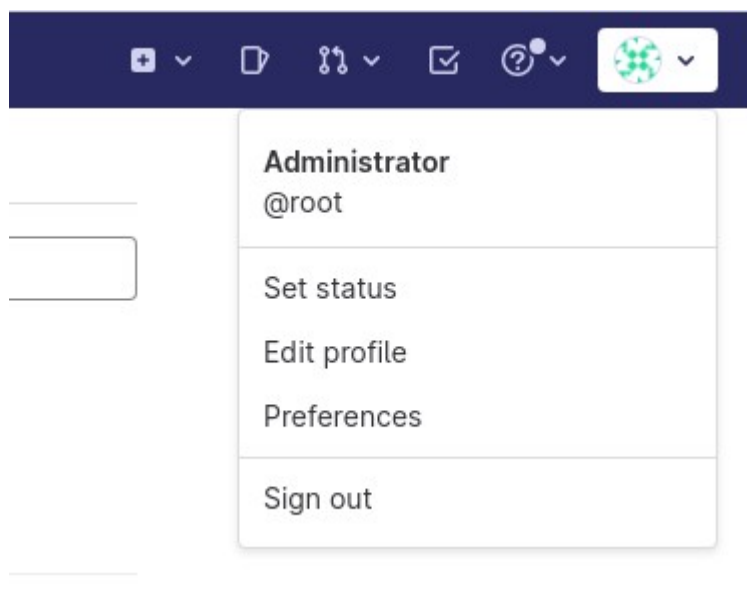 Administrator
@root
Set status
Edit profile
Preferences
Sign out